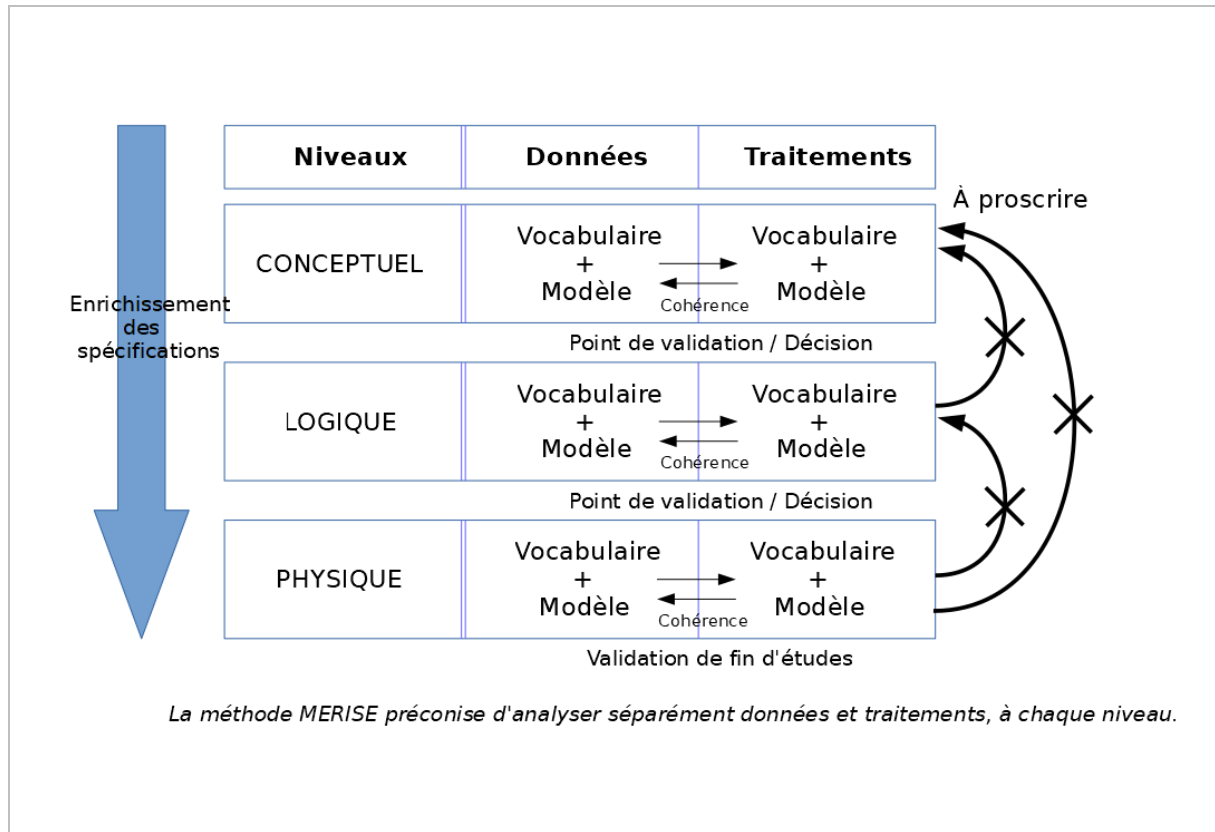 Niveaux Données Traitements
À proscrire
CONCEPTUEL
Vocabulaire
+
Modèle
Cohérence
Vocabulaire
+
Modèle
Enrichissement
des
spécifications
Point de validation / Décision
LOGIQUE
Vocabulaire
+
Modèle
Cohérence
Vocabulaire
+
Modèle
Point de validation / Décision
PHYSIQUE
Vocabulaire
+
Modèle
Cohérence
Vocabulaire
+
Modèle
Validation de fin d'études
La méthode MERISE préconise d'analyser séparément données et traitements, à chaque niveau.